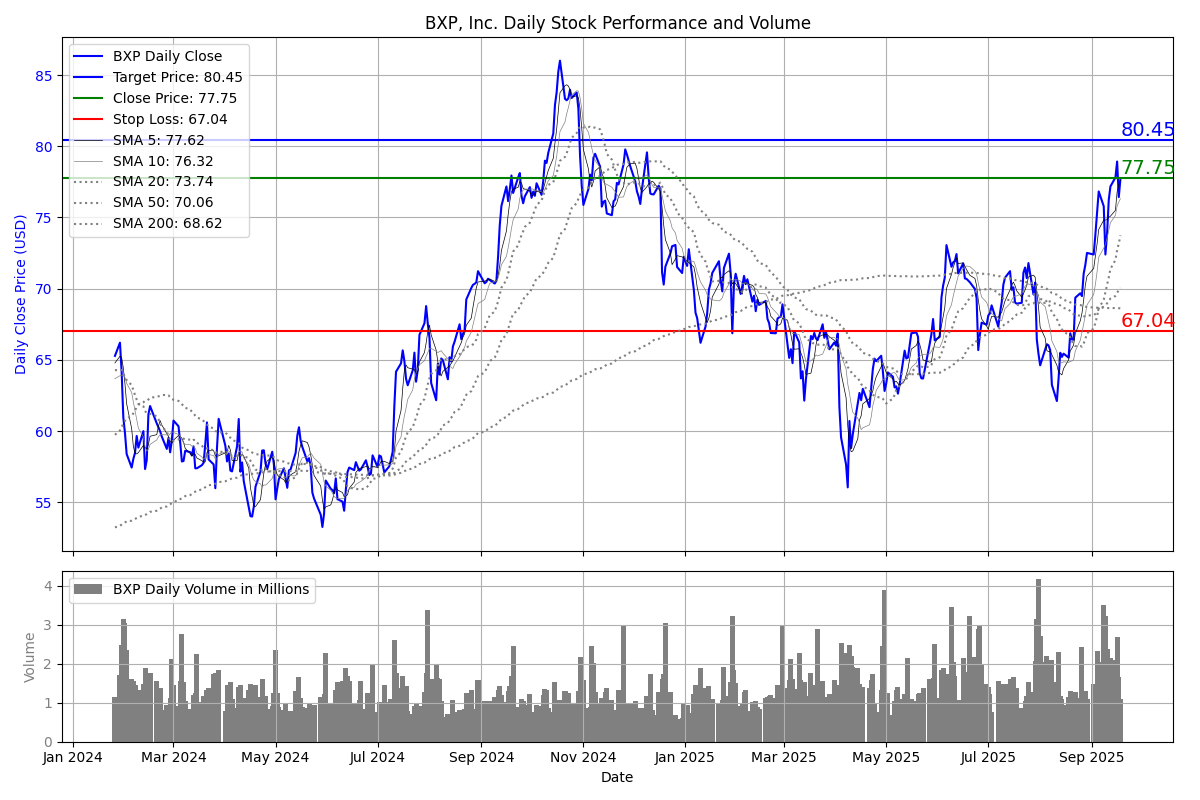 BXP, Inc. Daily Stock Performance and Volume
BXP Daily Close
Target Price: 80.45
Close Price: 77.75
Stop Loss: 67.04
SMA 5: 77.62
SMA 10: 76.32
SMA 20: 73.74
SMA 50: 70.06
SMA 200: 68.62
80.45
77.75
67.04
85
80
75
70
65
60
55
Daily Close Price (USD)
BXP Daily Volume in Millions
4
3
2
1
0
Volume
Jan 2024 Mar 2024 May 2024 Jul 2024 Sep 2024 Nov 2024 Jan 2025 Mar 2025 May 2025 Jul 2025 Sep 2025
Date